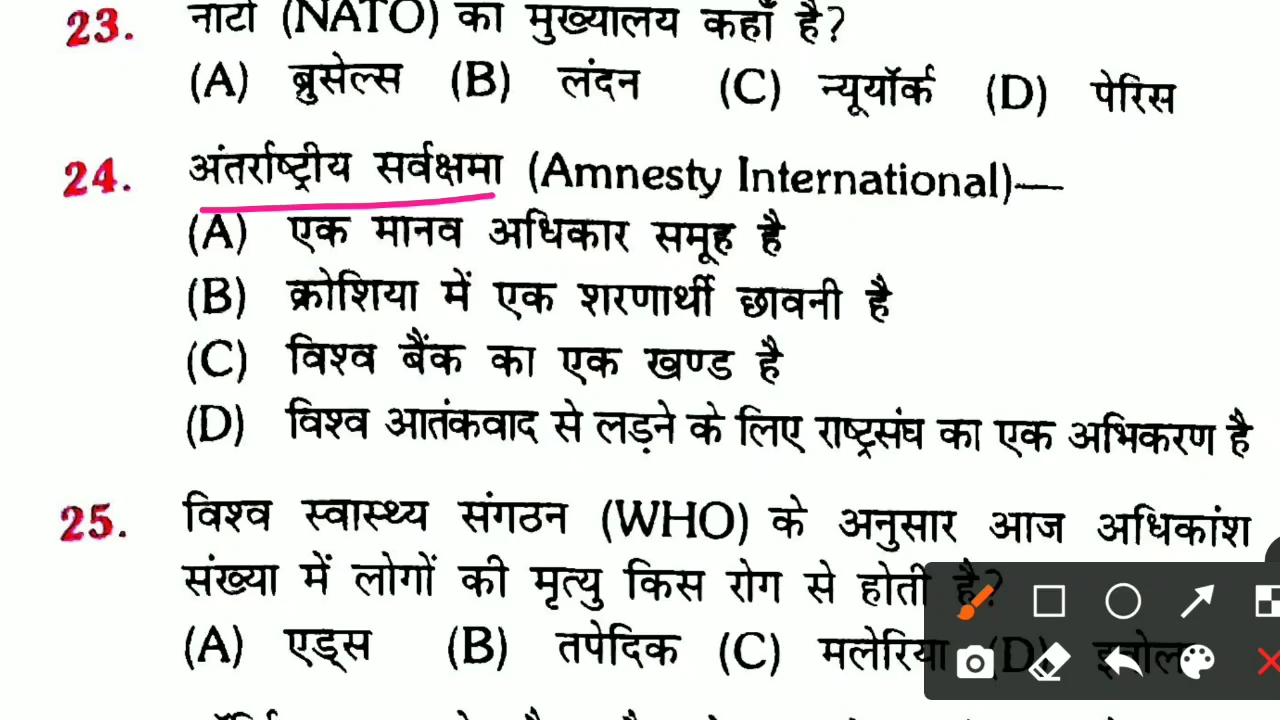 23. नाटो (NATO) का मुख्यालय कहाँ है?
(A) ब्रुसेल्स (B) लंदन (C) न्यूयॉर्क (D) पेरिस
24. अंतर्राष्ट्रीय सर्वक्षमा (Amnesty International)—
(A) एक मानव अधिकार समूह है
(B) क्रोशिया में एक शरणार्थी छावनी है
(C) विश्व बैंक का एक खण्ड है
(D) विश्व आतंकवाद से लड़ने के लिए राष्ट्रसंघ का एक अभिकरण है
25. विश्व स्वास्थ्य संगठन (WHO) के अनुसार आज अधिकांश
संख्या में लोगों की मृत्यु किस रोग से होती है?
(A) एड्स (B) तपेदिक (C) मलेरिया (D)